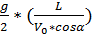 g/2 * (L/(V₀*cosα))